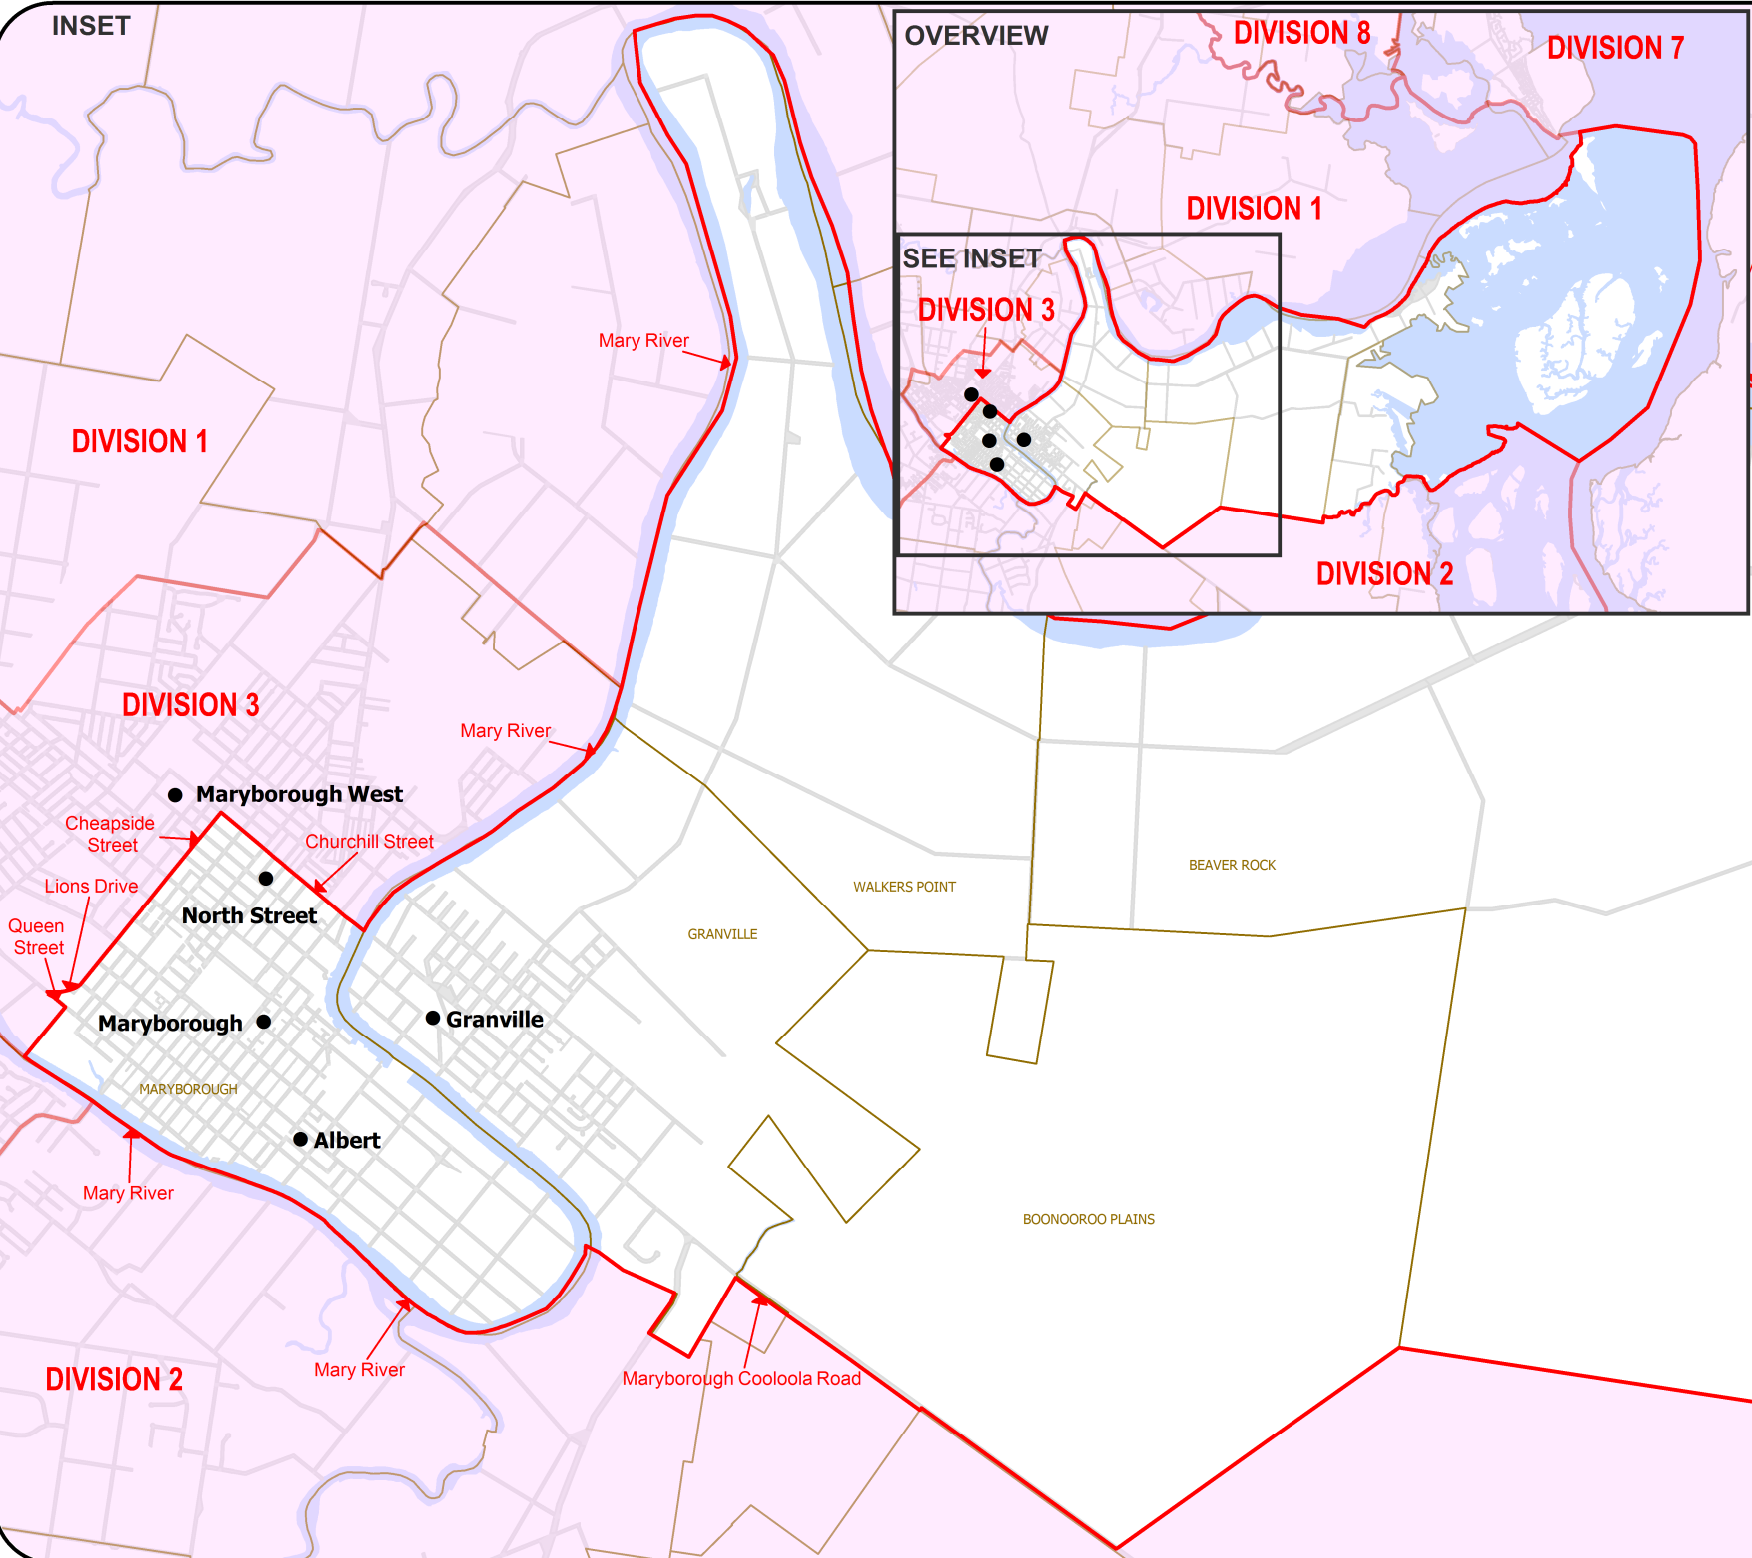 INSET
OVERVIEW
DIVISION 8
DIVISION 7
DIVISION 1
SEE INSET
DIVISION 3
DIVISION 2
Mary River
DIVISION 1
DIVISION 3
Mary River
Maryborough West
Cheapside
Street
Churchill Street
Lions Drive
North Street
Queen
Street
WALKERS POINT
BEAVER ROCK
GRANVILLE
Maryborough
Granville
MARYBOROUGH
Albert
Mary River
BOONOOROO PLAINS
Mary River
Maryborough Cooloola Road
DIVISION 2